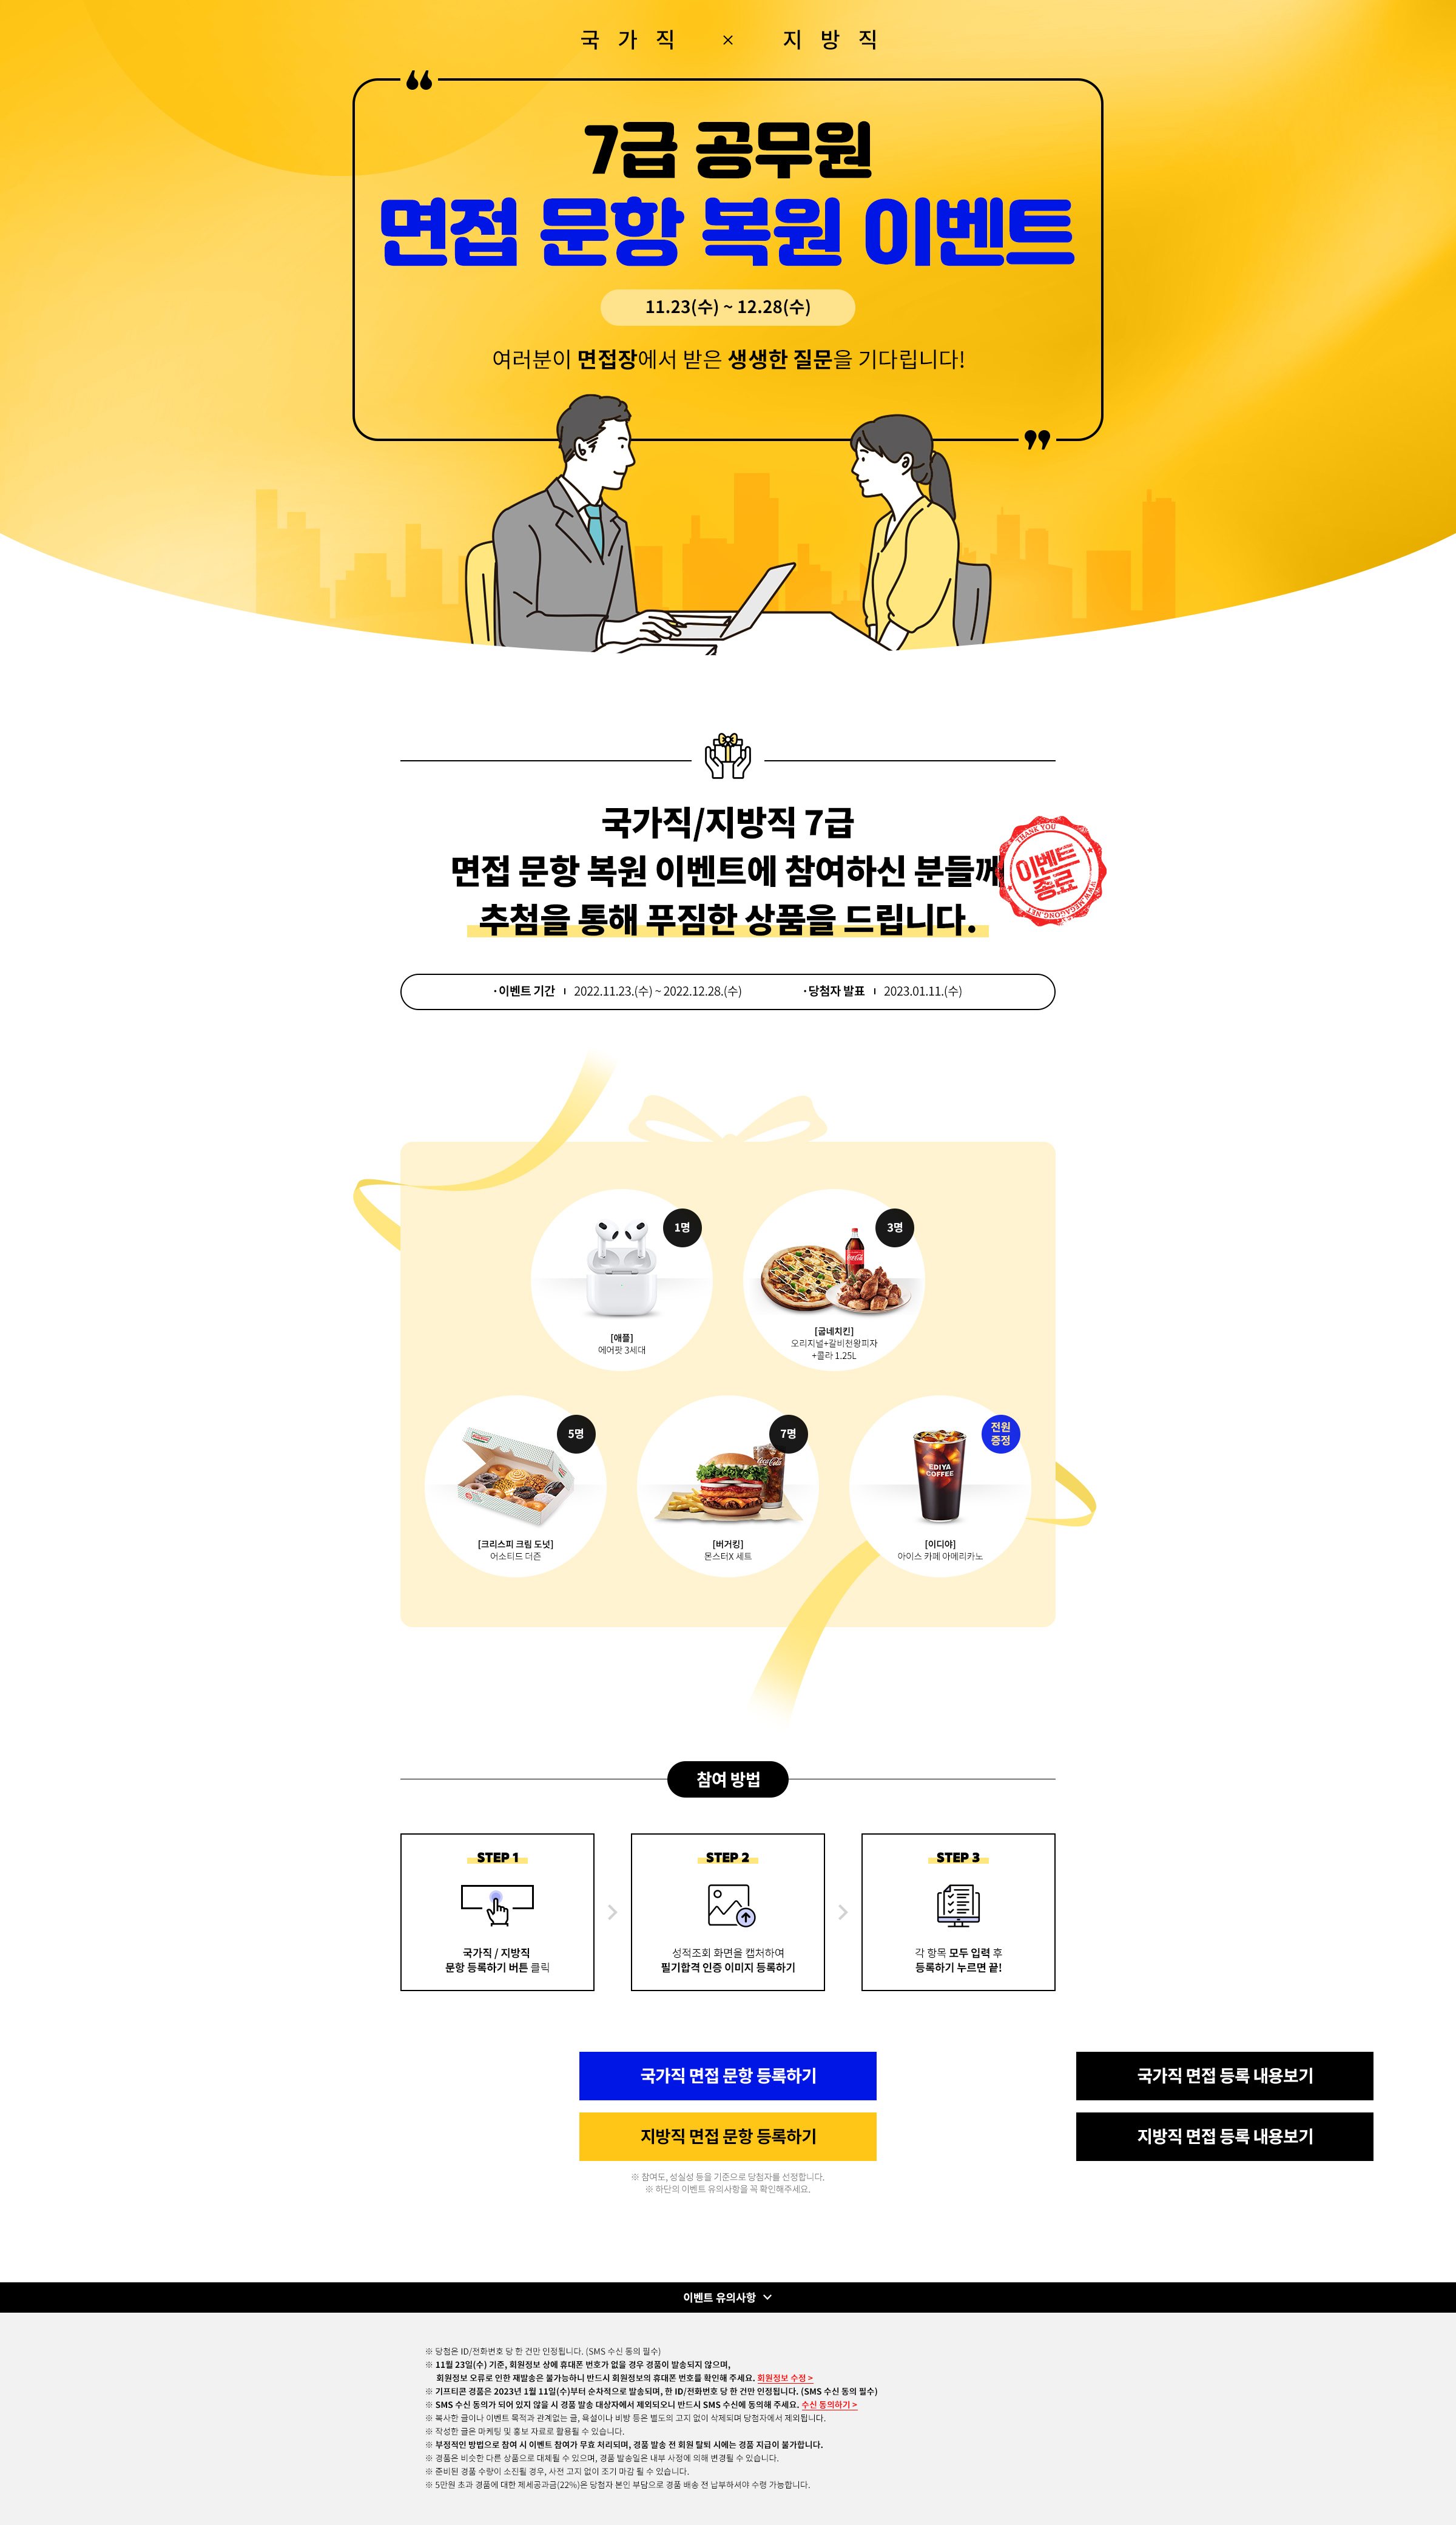 국가직 × 지방직
7급 공무원
면접 문항 복원 이벤트
11.23(수) ~ 12.28(수)
여러분이 면접장에서 받은 생생한 질문을 기다립니다!
국가직/지방직 7급
면접 문항 복원 이벤트에 참여하신 분들께
추첨을 통해 푸짐한 상품을 드립니다.
THANK YOU
이벤트
종료
WWW.MEGAGONG.NET
· 이벤트 기간 I 2022.11.23.(수) ~ 2022.12.28.(수) · 당첨자 발표 I 2023.01.11.(수)
1명
[애플]
에어팟 3세대
3명
Coca-Cola
[굽네치킨]
오리지널+갈비천왕피자
+콜라 1.25L
5명
[크리스피 크림 도넛]
어소티드 더즌
7명
Coca-Cola
[버거킹]
몬스터X 세트
전원
증정
EDIYA
COFFEE
[이디야]
아이스 카페 아메리카노
참여 방법
STEP 1
국가직 / 지방직
문항 등록하기 버튼 클릭
STEP 2
성적조회 화면을 캡처하여
필기합격 인증 이미지 등록하기
STEP 3
각 항목 모두 입력 후
등록하기 누르면 끝!
국가직 면접 문항 등록하기
국가직 면접 등록 내용보기
지방직 면접 문항 등록하기
지방직 면접 등록 내용보기
※ 참여도, 성실성 등을 기준으로 당첨자를 선정합니다.
※ 하단의 이벤트 유의사항을 꼭 확인해주세요.
이벤트 유의사항
※ 당첨은 ID/전화번호 당 한 건만 인정됩니다. (SMS 수신 동의 필수)
※ 11월 23일(수) 기준, 회원정보 상에 휴대폰 번호가 없을 경우 경품이 발송되지 않으며,
회원정보 오류로 인한 재발송은 불가능하니 반드시 회원정보의 휴대폰 번호를 확인해 주세요. 회원정보 수정 >
※ 기프티콘 경품은 2023년 1월 11일(수)부터 순차적으로 발송되며, 한 ID/전화번호 당 한 건만 인정됩니다. (SMS 수신 동의 필수)
※ SMS 수신 동의가 되어 있지 않을 시 경품 발송 대상자에서 제외되오니 반드시 SMS 수신에 동의해 주세요. 수신 동의하기 >
※ 복사한 글이나 이벤트 목적과 관계없는 글, 욕설이나 비방 등은 별도의 고지 없이 삭제되며 당첨자에서 제외됩니다.
※ 작성한 글은 마케팅 및 홍보 자료로 활용될 수 있습니다.
※ 부정적인 방법으로 참여 시 이벤트 참여가 무효 처리되며, 경품 발송 전 회원 탈퇴 시에는 경품 지급이 불가합니다.
※ 경품은 비슷한 다른 상품으로 대체될 수 있으며, 경품 발송일은 내부 사정에 의해 변경될 수 있습니다.
※ 준비된 경품 수량이 소진될 경우, 사전 고지 없이 조기 마감 될 수 있습니다.
※ 5만원 초과 경품에 대한 제세공과금(22%)은 당첨자 본인 부담으로 경품 배송 전 납부하셔야 수령 가능합니다.